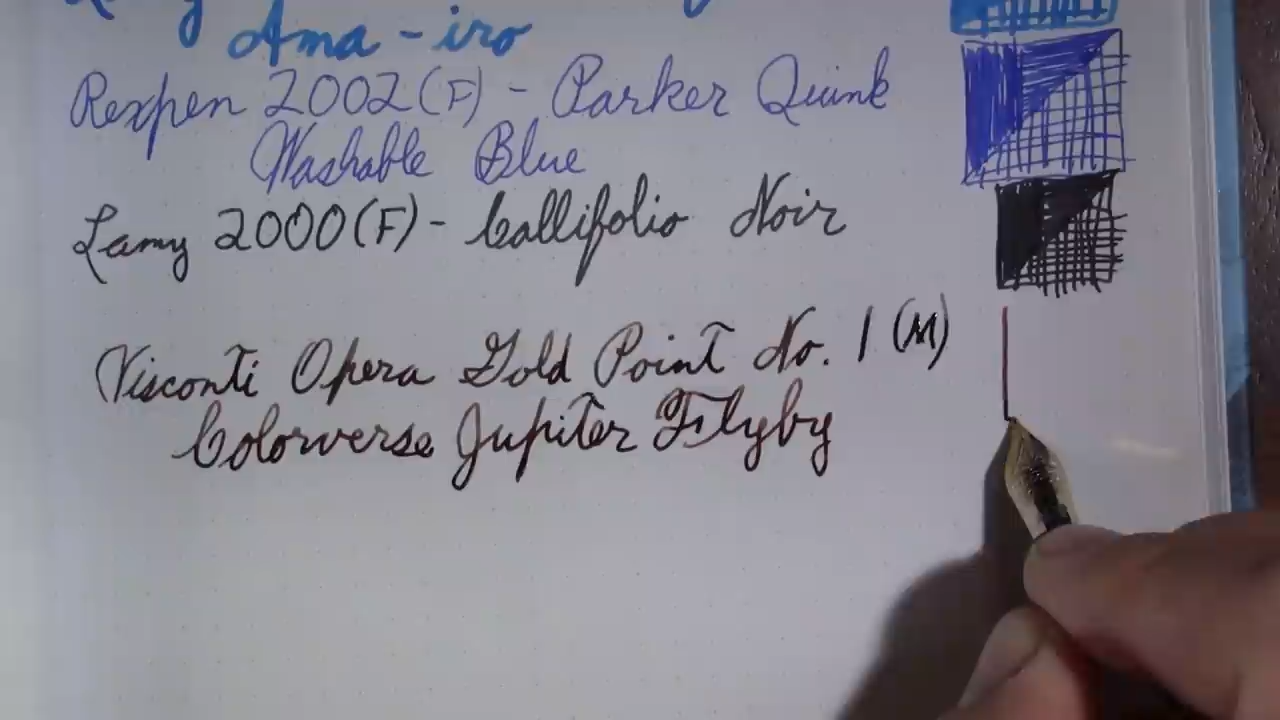 Ama-iro
Rexpen 2002 (F) - Parker Quink
Washable Blue
Lamy 2000 (F) - Callifolio Noir
Visconti Opera Gold Point No. 1 (M)
Colorverse Jupiter Flyby